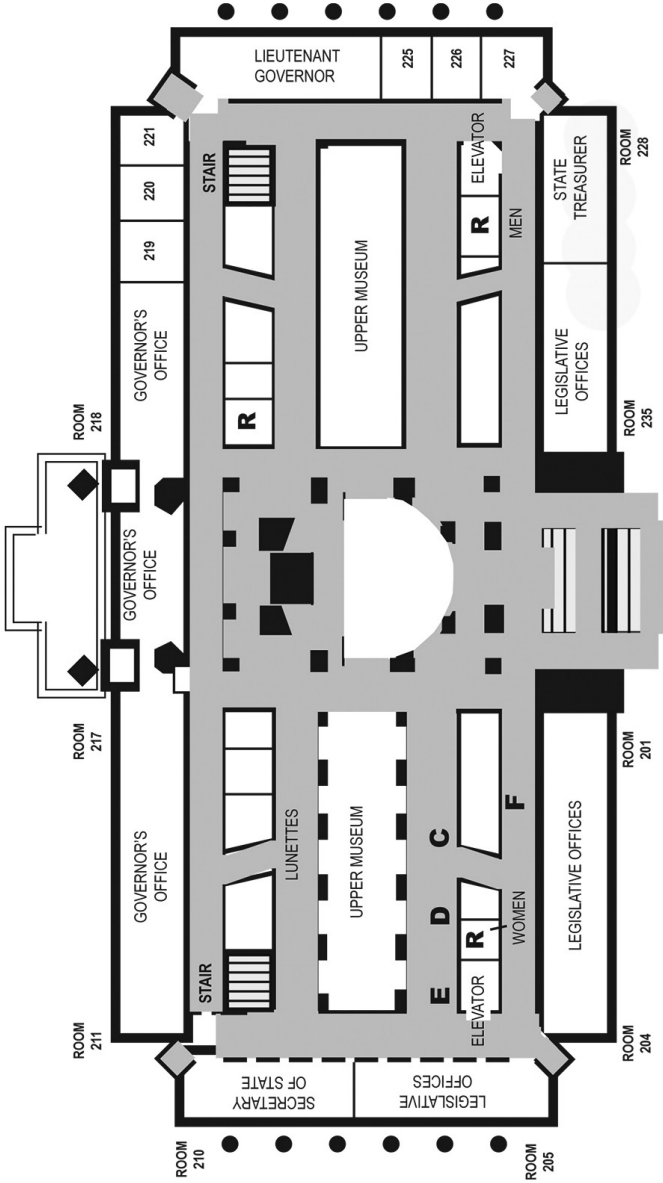 LIEUTENANT
GOVERNOR
225
226
227
221
220
219
STAIR
ELEVATOR
R
MEN
ROOM
228
STATE
TREASURER
UPPER MUSEUM
GOVERNOR'S
OFFICE
LEGISLATIVE
OFFICES
R
ROOM
218
ROOM
235
GOVERNOR'S
OFFICE
ROOM
217
ROOM
201
GOVERNOR'S
OFFICE
LUNETTES
UPPER MUSEUM
C
F
D
R
WOMEN
LEGISLATIVE OFFICES
STAIR
E
ELEVATOR
ROOM
211
ROOM
204
SECRETARY
OF STATE
LEGISLATIVE
OFFICES
ROOM
210
ROOM
205